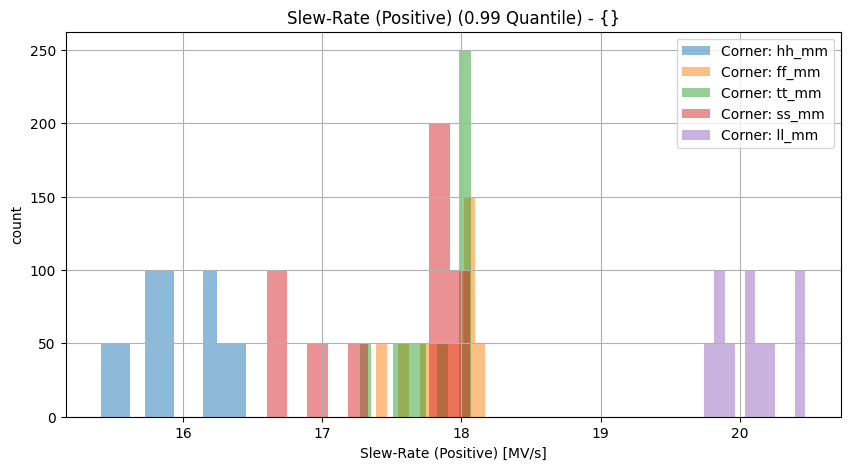 Slew-Rate (Positive) (0.99 Quantile) - {}
250
200
150
100
50
0
count
Corner: hh_mm
Corner: ff_mm
Corner: tt_mm
Corner: ss_mm
Corner: ll_mm
16
17
18
19
20
Slew-Rate (Positive) [MV/s]